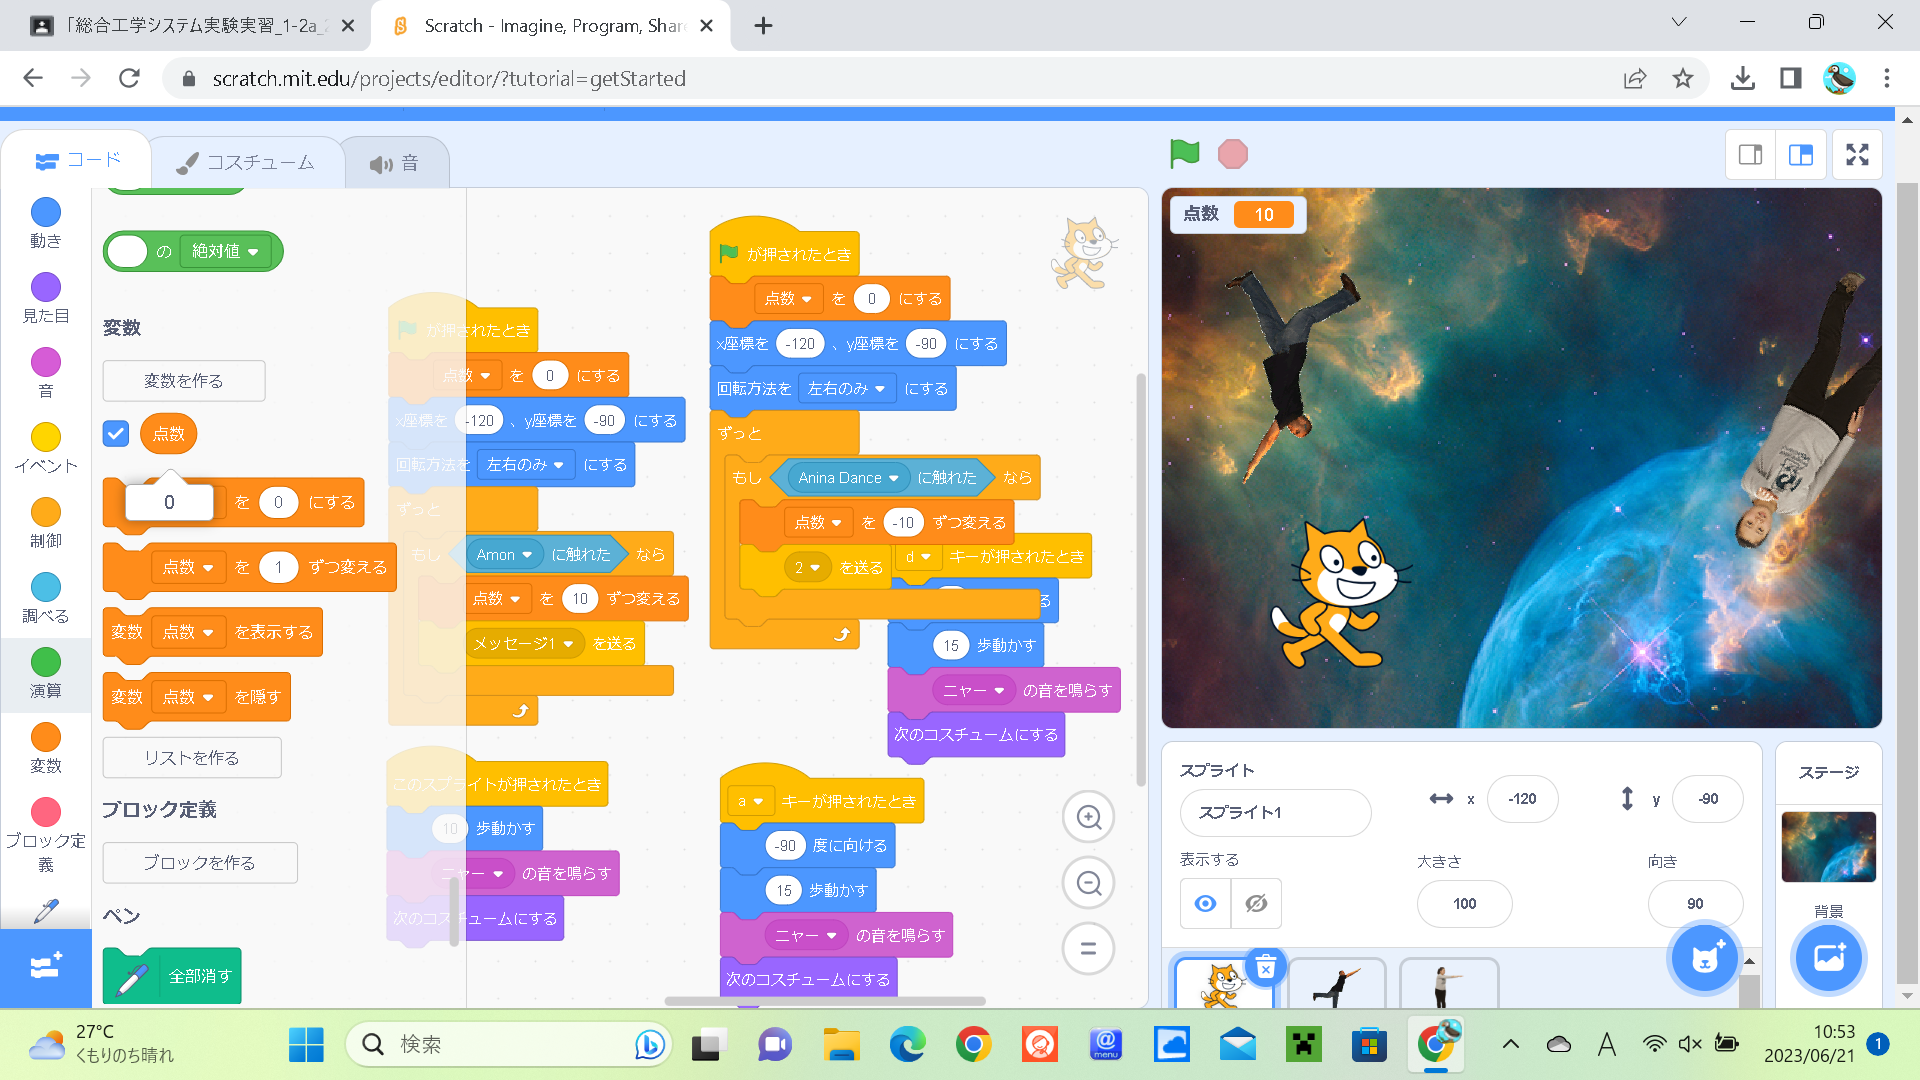 「総合工学システム実験実習_1-2a_2
Scratch - Imagine, Program, Share
scratch.mit.edu/projects/editor/?tutorial=getStarted
コード
コスチューム
音
動き
見た目
音
イベント
制御
調べる
演算
変数
ブロック定義
の 絶対値
変数
変数を作る
点数
0
を 0 にする
点数 を 1 ずつ変える
変数 点数 を表示する
変数 点数 を隠す
リストを作る
ブロック定義
ブロックを作る
ペン
全部消す
が押されたとき
点数 を 0 にする
x座標を -120 、y座標を -90 にする
回転方法を 左右のみ にする
ずっと
もし Amon に触れた なら
点数 を 10 ずつ変える
メッセージ1 を送る
このスプライトが押されたとき
10 歩動かす
ニャー の音を鳴らす
次のコスチュームにする
が押されたとき
点数 を 0 にする
x座標を -120 、y座標を -90 にする
回転方法を 左右のみ にする
ずっと
もし Anina Dance に触れた なら
点数 を -10 ずつ変える
2 を送る
d キーが押されたとき
る
15 歩動かす
ニャー の音を鳴らす
次のコスチュームにする
a キーが押されたとき
-90 度に向ける
15 歩動かす
ニャー の音を鳴らす
次のコスチュームにする
点数 10
スプライト
スプライト1
x -120
y -90
表示する
大きさ
100
向き
90
ステージ
背景
27°C
くもりのち晴れ
検索
@
menu
A
10:53
2023/06/21
1